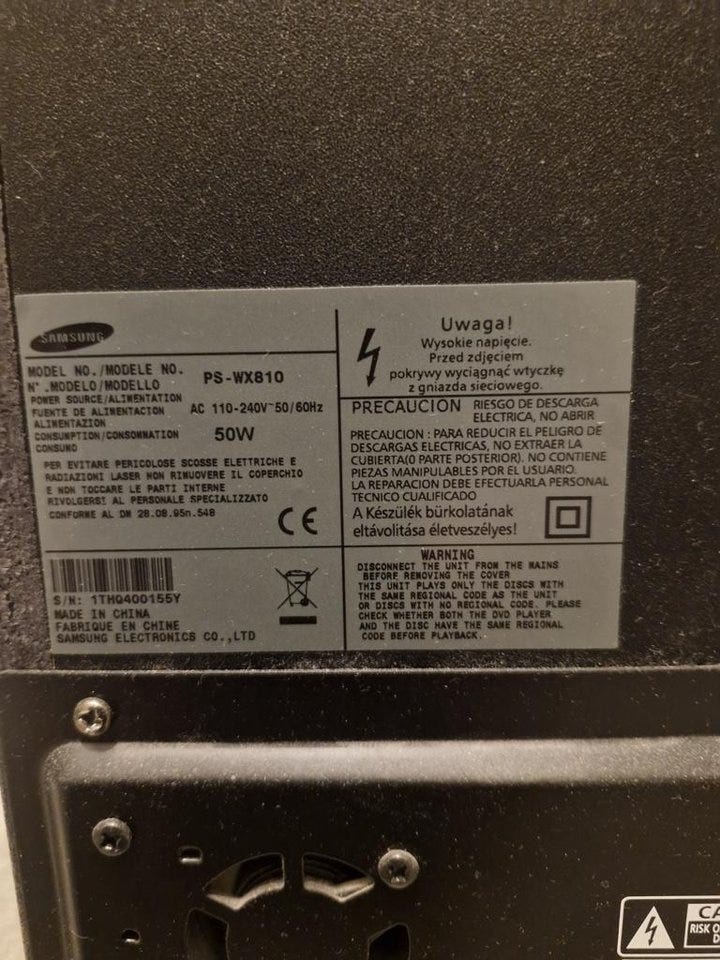 SAMSUNG
MODEL NO./MODELE NO.
N° .MODELO/MODELLO
PS-WX810
POWER SOURCE/ALIMENTATION
FUENTE DE ALIMENTACION
ALIMENTAZION
AC 110-240V~50/60Hz
CONSUMPTION/CONSOMMATION
CONSUMO
50W
PER EVITARE PERICOLOSE SCOSSE ELETTRICHE E
RADIAZIONI LASER NON RIMUOVERE IL COPERCHIO
E NON TOCCARE LE PARTI INTERNE
RIVOLGERSI AL PERSONALE SPECIALIZZATO
CONFORME AL DM 28.08.95n.548
CE
S/N: 1THQ400155Y
MADE IN CHINA
FABRIQUE EN CHINE
SAMSUNG ELECTRONICS CO.,LTD
Uwaga!
Wysokie napięcie.
Przed zdjęciem
pokrywy wyciągnąć wtyczkę
z gniazda sieciowego.
PRECAUCION RIESGO DE DESCARGA
ELECTRICA, NO ABRIR
PRECAUCION : PARA REDUCIR EL PELIGRO DE
DESCARGAS ELECTRICAS, NO EXTRAER LA
CUBIERTA(O PARTE POSTERIOR). NO CONTIENE
PIEZAS MANIPULABLES POR EL USUARIO.
LA REPARACION DEBE EFECTUARLA PERSONAL
TECNICO CUALIFICADO
A Készülék bürkolatának
eltávolitása életveszélyes!
WARNING
DISCONNECT THE UNIT FROM THE MAINS
BEFORE REMOVING THE COVER
THIS UNIT PLAYS ONLY THE DISCS WITH
THE SAME REGIONAL CODE AS THE UNIT
OR DISCS WITH NO REGIONAL CODE. PLEASE
CHECK WHETHER BOTH THE DVD PLAYER
AND THE DISC HAVE THE SAME REGIONAL
CODE BEFORE PLAYBACK.
CA
RISK O
D